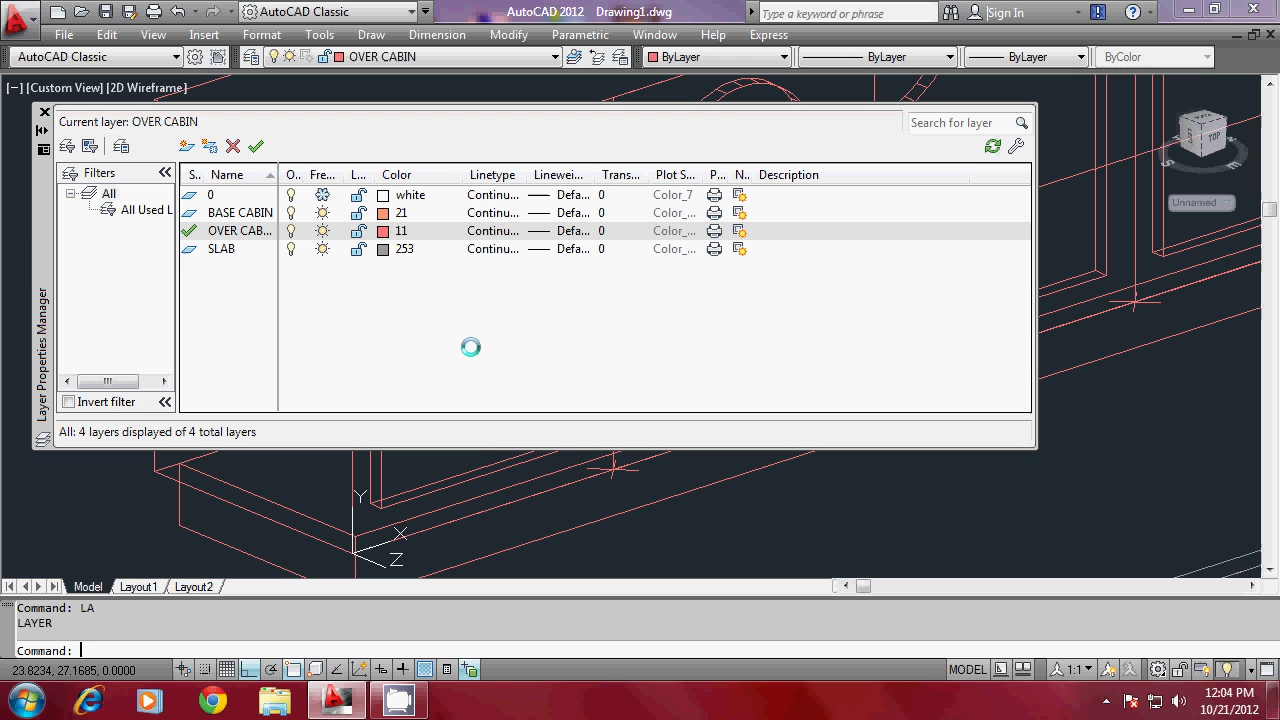 AutoCAD Classic
AutoCAD 2012 Drawing1.dwg
Type a keyword or phrase
Sign In
File Edit View Insert Format Tools Draw Dimension Modify Parametric Window Help Express
AutoCAD Classic
OVER CABIN
ByLayer
ByLayer
ByLayer
ByColor
[−] [Custom View] [2D Wireframe]
Current layer: OVER CABIN
Search for layer
Filters
All
All Used L
S.. Name O.. Fre... L... Color Linetype Linewei... Trans... Plot S... P... N.. Description
0 white Continu... Defa... 0 Color_7
BASE CABIN 21 Continu... Defa... 0 Color_...
OVER CAB... 11 Continu... Defa... 0 Color_...
SLAB 253 Continu... Defa... 0 Color_...
Invert filter
All: 4 layers displayed of 4 total layers
Layer Properties Manager
TOP
Unnamed
Y
X
Z
Model Layout1 Layout2
Command: LA
LAYER
Command:
23.8234, 27.1685, 0.0000
MODEL
1:1
12:04 PM
10/21/2012